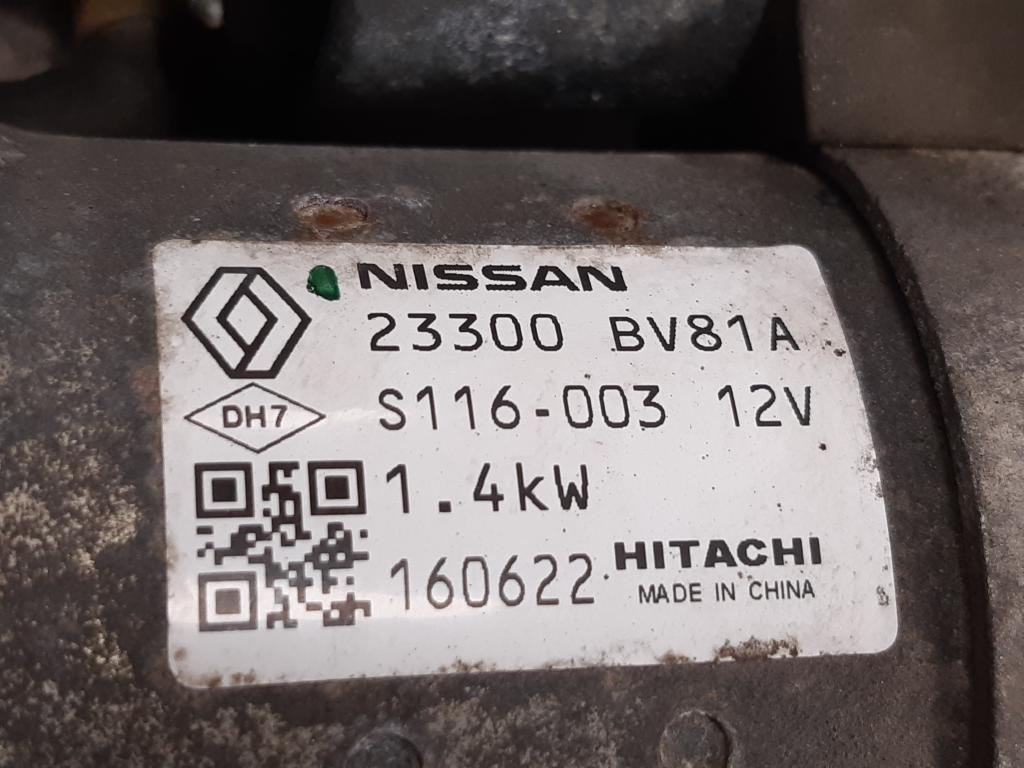 NISSAN
23300 BV81A
DH7
S116-003 12V
1.4kW
160622
HITACHI
MADE IN CHINA